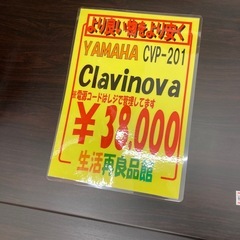 より良い物をより安く
YAMAHA CVP-201
Clavinova
※電源コードはレジで管理してます
¥38,000
生活再良品館